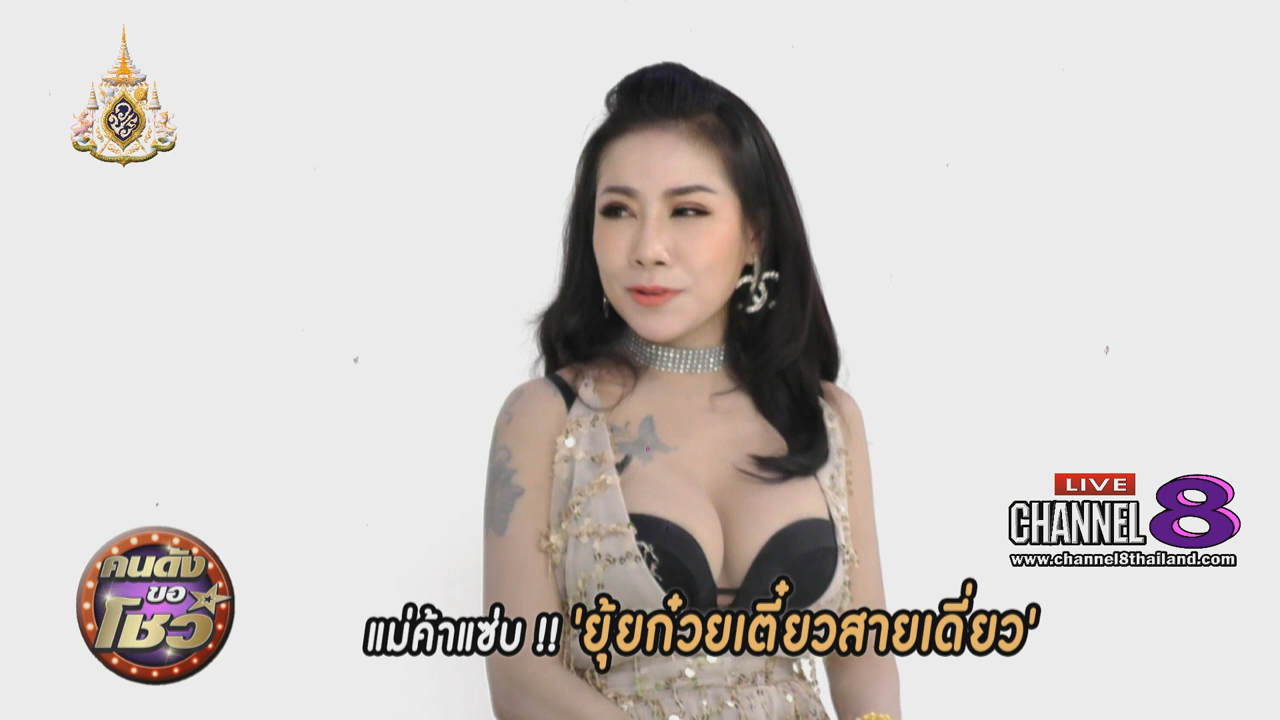 คนดัง
ขอ
โชว์
แม่ค้าแซ่บ !! 'ยุ้ยก๋วยเตี๋ยวสายเดี่ยว'
LIVE
CHANNEL 8
www.channel8thailand.com